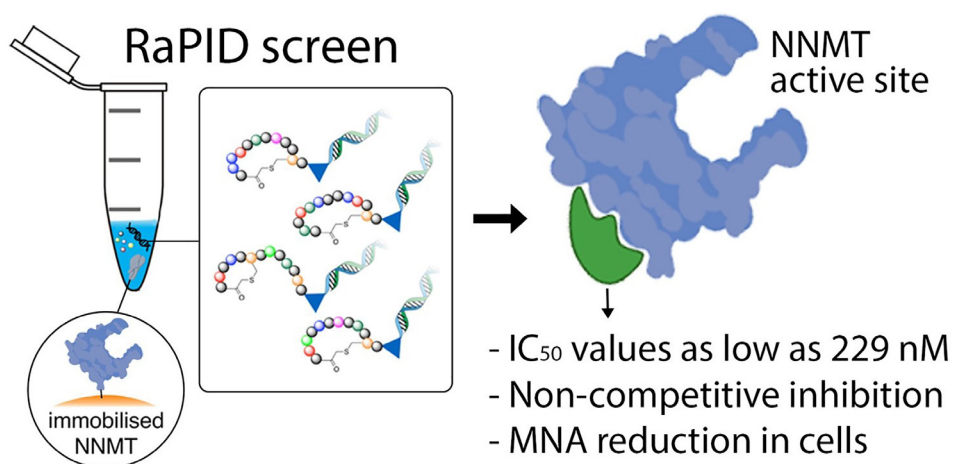 RaPID screen
NNMT
active site
S
O
S
O
S
O
S
O
immobilised
NNMT
- IC50 values as low as 229 nM
- Non-competitive inhibition
- MNA reduction in cells